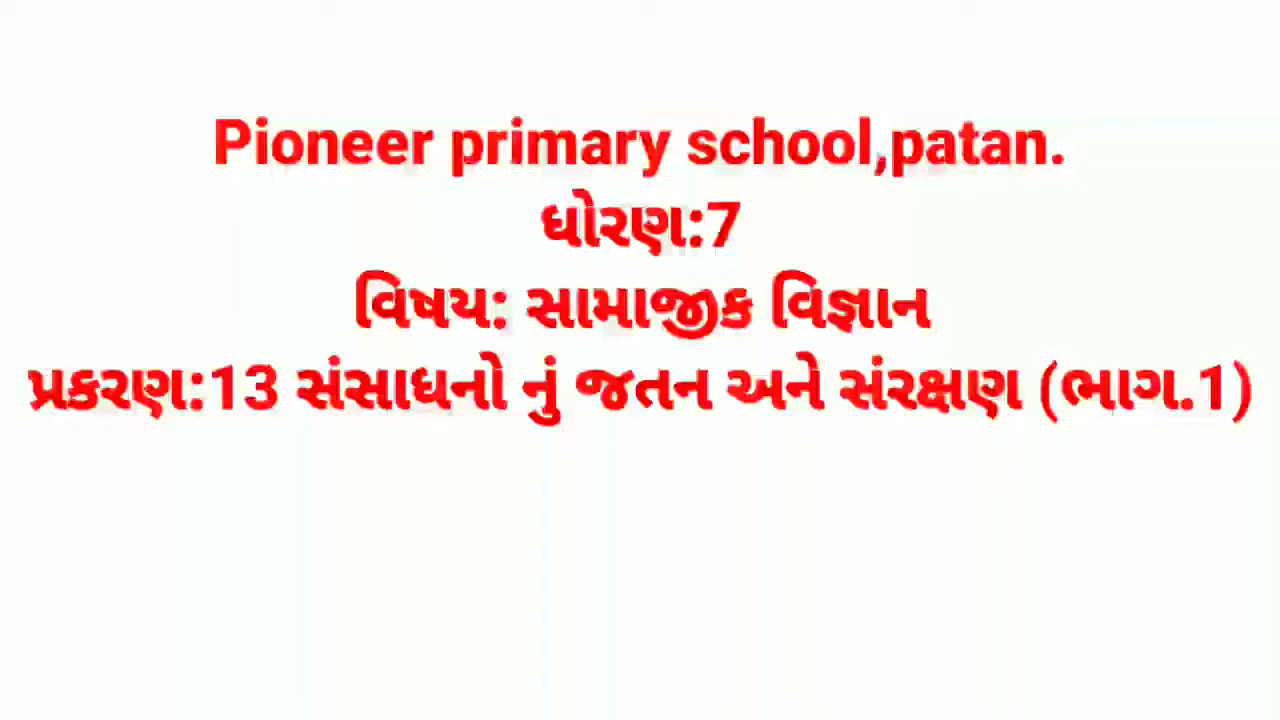 Pioneer primary school,patan.
ધોરણ:7
વિષય: સામાજીક વિજ્ઞાન
પ્રકરણ:13 સંસાધનો નું જતન અને સંરક્ષણ (ભાગ.1)